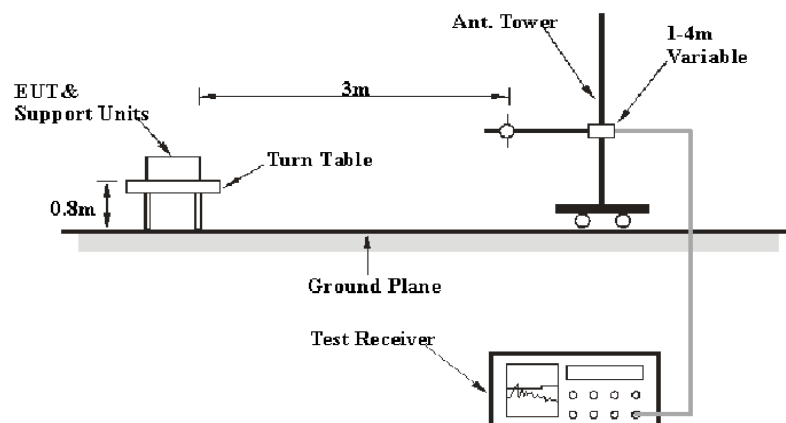 Ant. Tower
1-4m
Variable
EUT&
Support Units
3m
Turn Table
0.8m
Ground Plane
Test Receiver